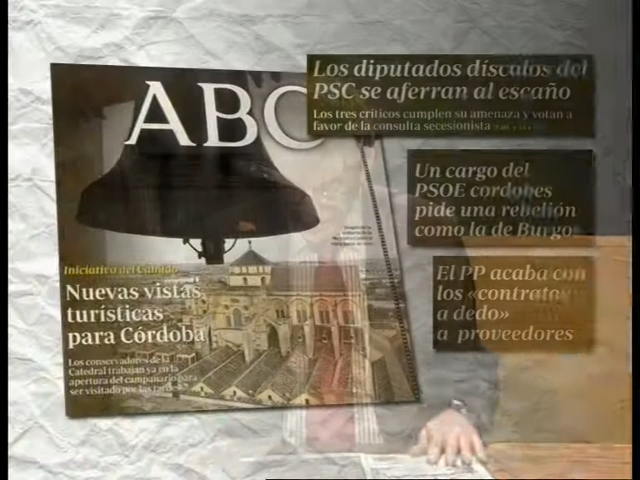 ABC
Iniciativa del Cabildo
Nuevas vistas
turísticas
para Córdoba
Los conservadores de la
Catedral trabajan ya en la
apertura del campanario para
ser visitado por las tardes
Los diputados díscolos del
PSC se aferran al escaño
Los tres críticos cumplen su amenaza y votan a
favor de la consulta secesionista
Un cargo del
PSOE cordobés
pide una rebelión
como la de Burgo
El PP acaba con
los «contratos
a dedo»
a proveedores